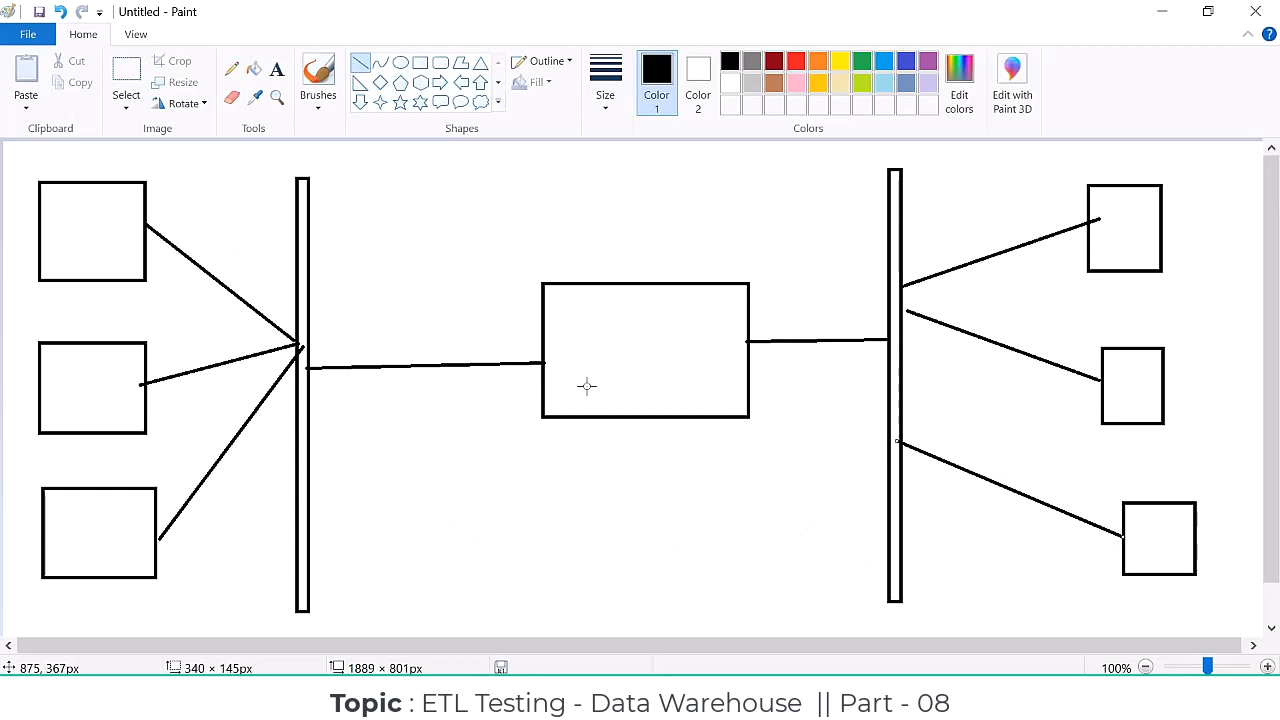 Untitled - Paint
File Home View
Paste
Cut
Copy
Clipboard
Select
Crop
Resize
Rotate
Image
Tools
Brushes
Outline
Fill
Shapes
Size
Color 1
Color 2
Edit colors
Colors
Edit with Paint 3D
875, 367px 340 × 145px 1889 × 801px 100%
Topic : ETL Testing - Data Warehouse || Part - 08